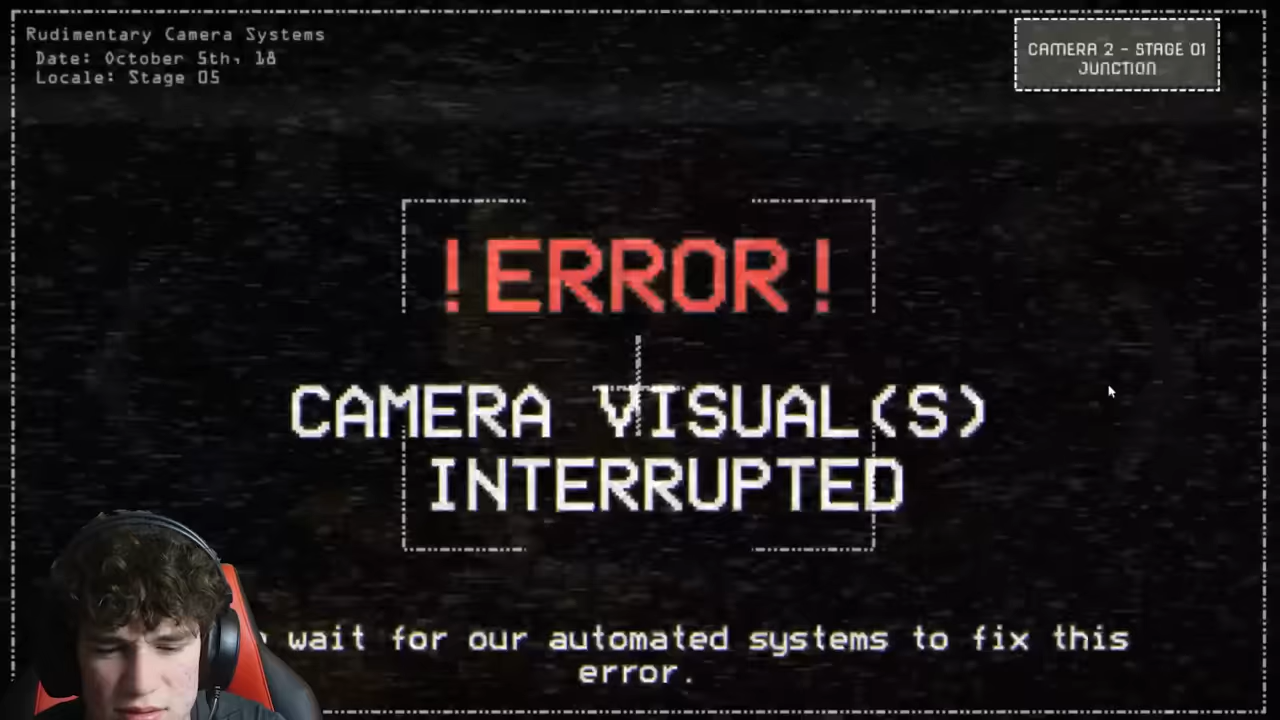 Rudimentary Camera Systems
Date: October 5th, 18
Locale: Stage 05
CAMERA 2 - STAGE 01
JUNCTION
!ERROR!
CAMERA VISUAL(S)
INTERRUPTED
wait for our automated systems to fix this
error.